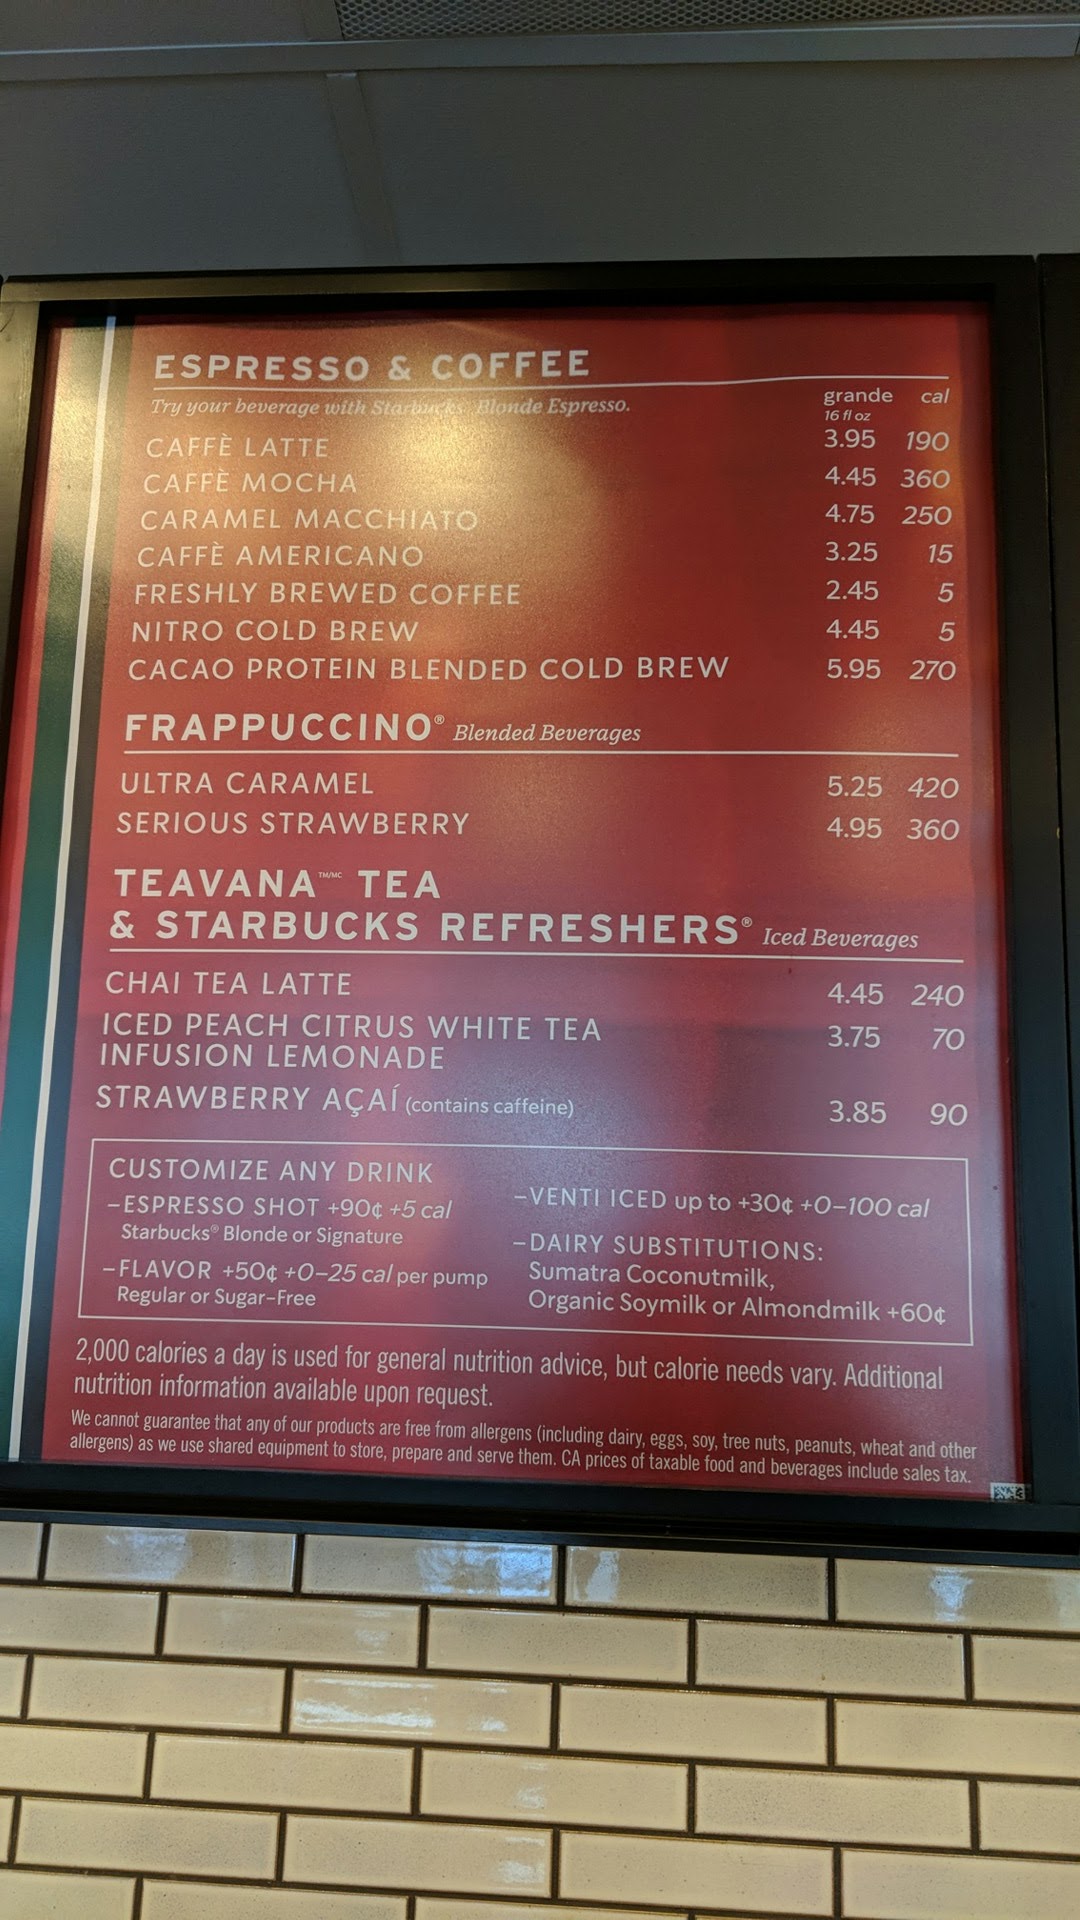 ESPRESSO & COFFEE
Try your beverage with Starbucks Blonde Espresso.
grande cal
16 fl oz
CAFFÈ LATTE 3.95 190
CAFFÈ MOCHA 4.45 360
CARAMEL MACCHIATO 4.75 250
CAFFÈ AMERICANO 3.25 15
FRESHLY BREWED COFFEE 2.45 5
NITRO COLD BREW 4.45 5
CACAO PROTEIN BLENDED COLD BREW 5.95 270
FRAPPUCCINO® Blended Beverages
ULTRA CARAMEL 5.25 420
SERIOUS STRAWBERRY 4.95 360
TEAVANA™/MC TEA
& STARBUCKS REFRESHERS® Iced Beverages
CHAI TEA LATTE 4.45 240
ICED PEACH CITRUS WHITE TEA 3.75 70
INFUSION LEMONADE
STRAWBERRY AÇAÍ (contains caffeine) 3.85 90
CUSTOMIZE ANY DRINK
–ESPRESSO SHOT +90¢ +5 cal
Starbucks® Blonde or Signature
–FLAVOR +50¢ +0–25 cal per pump
Regular or Sugar-Free
–VENTI ICED up to +30¢ +0–100 cal
–DAIRY SUBSTITUTIONS:
Sumatra Coconutmilk,
Organic Soymilk or Almondmilk +60¢
2,000 calories a day is used for general nutrition advice, but calorie needs vary. Additional
nutrition information available upon request.
We cannot guarantee that any of our products are free from allergens (including dairy, eggs, soy, tree nuts, peanuts, wheat and other
allergens) as we use shared equipment to store, prepare and serve them. CA prices of taxable food and beverages include sales tax.